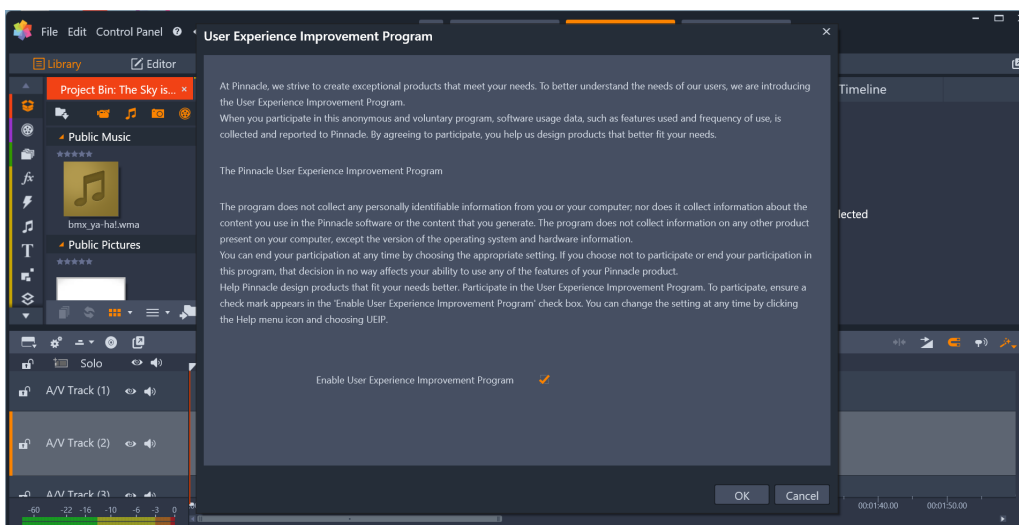 File Edit Control Panel
User Experience Improvement Program
Library Editor
Project Bin: The Sky is...
Timeline
At Pinnacle, we strive to create exceptional products that meet your needs. To better understand the needs of our users, we are introducing
the User Experience Improvement Program.
When you participate in this anonymous and voluntary program, software usage data, such as features used and frequency of use, is
collected and reported to Pinnacle. By agreeing to participate, you help us design products that better fit your needs.
Public Music
The Pinnacle User Experience Improvement Program
The program does not collect any personally identifiable information from you or your computer; nor does it collect information about the
content you use in the Pinnacle software or the content that you generate. The program does not collect information on any other product
present on your computer, except the version of the operating system and hardware information.
You can end your participation at any time by choosing the appropriate setting. If you choose not to participate or end your participation in
this program, that decision in no way affects your ability to use any of the features of your Pinnacle product.
Help Pinnacle design products that fit your needs better. Participate in the User Experience Improvement Program. To participate, ensure a
check mark appears in the 'Enable User Experience Improvement Program' check box. You can change the setting at any time by clicking
the Help menu icon and choosing UEIP.
lected
bmx_ya-ha!.wma
Public Pictures
Solo
Enable User Experience Improvement Program
A/V Track (1)
A/V Track (2)
A/V Track (3)
OK Cancel
-60 -22 -16 -10 -6 -3 0
00:01:40.00 00:01:50.00